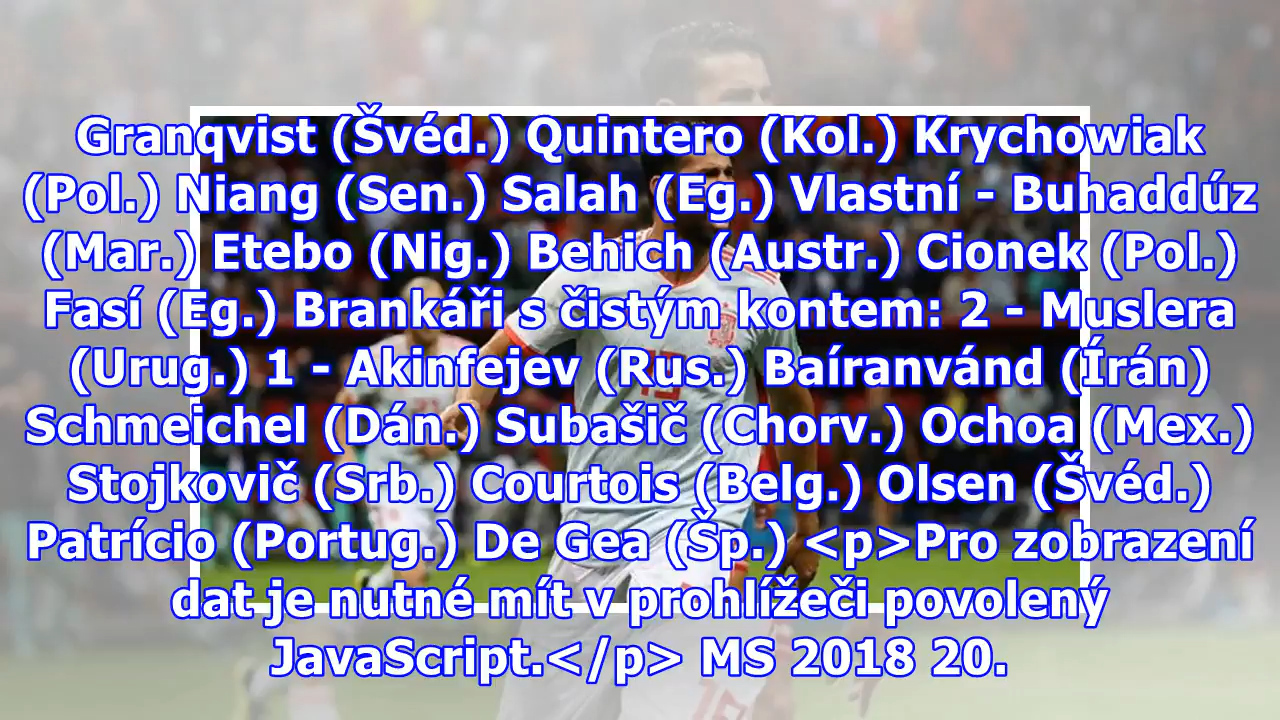 Granqvist (Švéd.) Quintero (Kol.) Krychowiak
(Pol.) Niang (Sen.) Salah (Eg.) Vlastní - Buhaddúz
(Mar.) Etebo (Nig.) Behich (Austr.) Cionek (Pol.)
Fasí (Eg.) Brankáři s čistým kontem: 2 - Muslera
(Urug.) 1 - Akinfejev (Rus.) Baíranvánd (Írán)
Schmeichel (Dán.) Subašič (Chorv.) Ochoa (Mex.)
Stojkovič (Srb.) Courtois (Belg.) Olsen (Švéd.)
Patrício (Portug.) De Gea (Šp.) <p>Pro zobrazení
dat je nutné mít v prohlížeči povolený
JavaScript.</p> MS 2018 20.